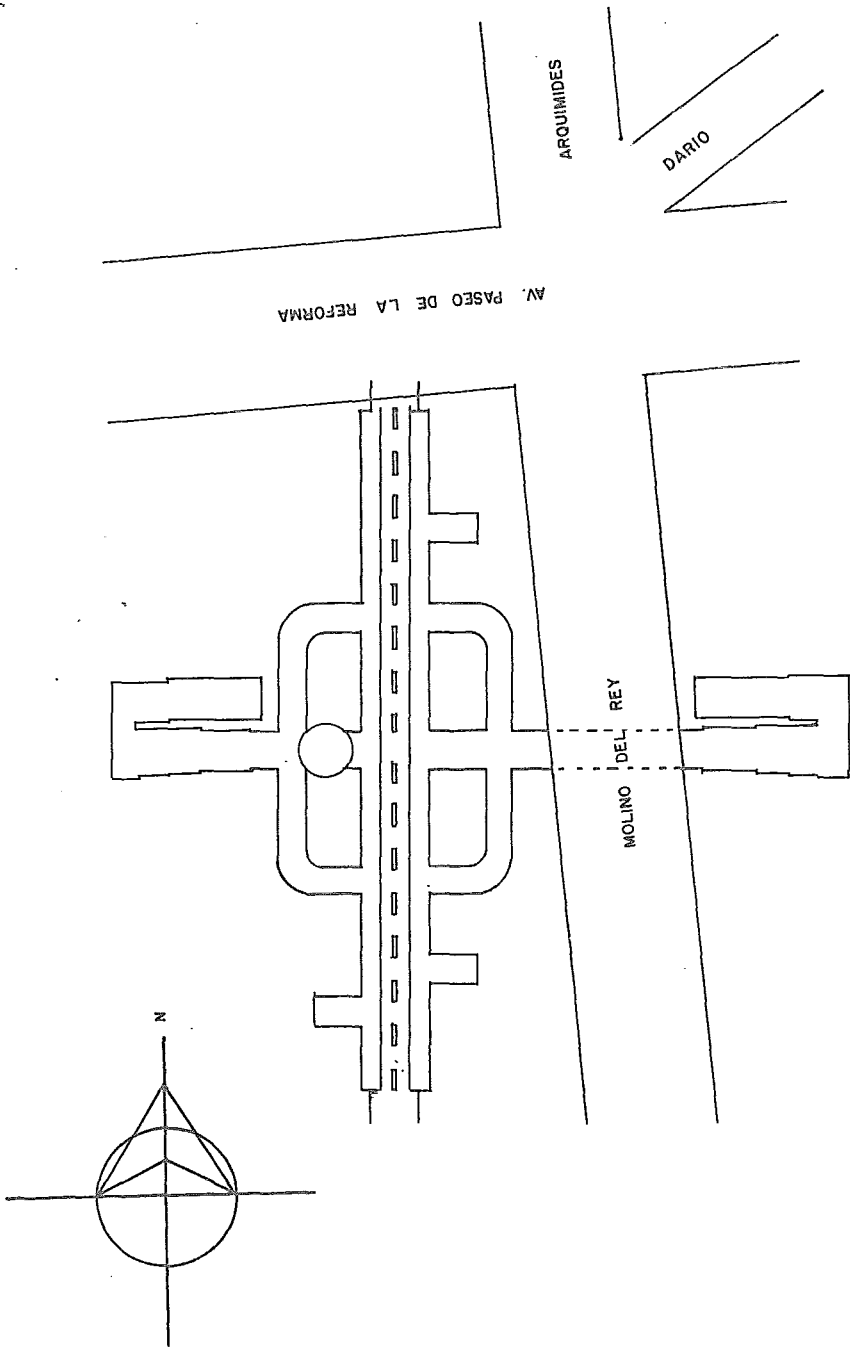 ARQUIMIDES
DARIO
AV. PASEO DE LA REFORMA
MOLINO DEL REY
N